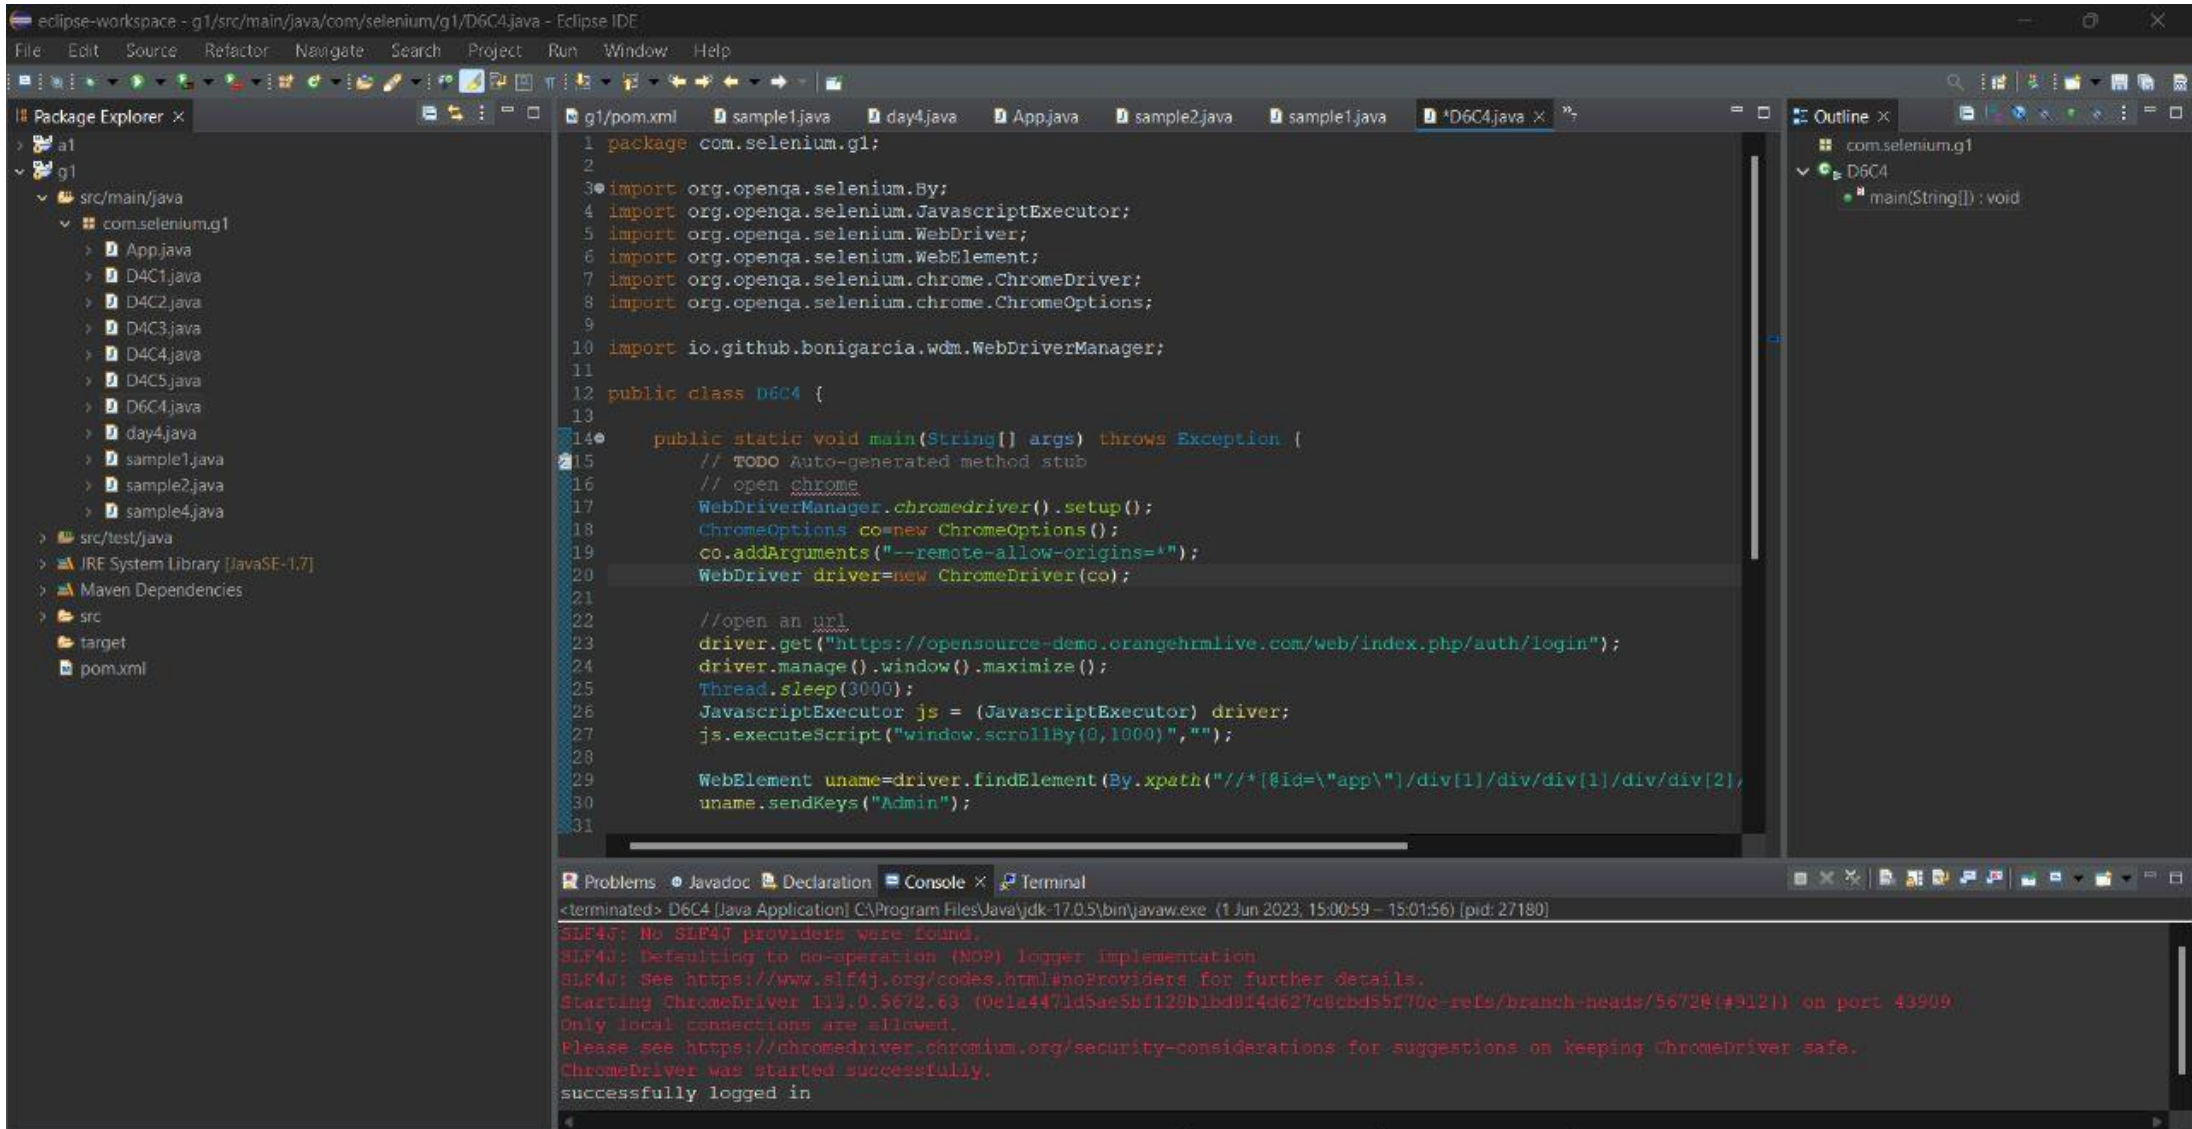 eclipse-workspace - g1/src/main/java/com/selenium/g1/D6C4.java - Eclipse IDE
File Edit Source Refactor Navigate Search Project Run Window Help
Package Explorer
a1
g1
src/main/java
com.selenium.g1
App.java
D4C1.java
D4C2.java
D4C3.java
D4C4.java
D4C5.java
D6C4.java
day4.java
sample1.java
sample2.java
sample4.java
src/test/java
JRE System Library [JavaSE-1.7]
Maven Dependencies
src
target
pom.xml
g1/pom.xml sample1.java day4.java App.java sample2.java sample1.java *D6C4.java
1 package com.selenium.g1;
2
3 import org.openqa.selenium.By;
4 import org.openqa.selenium.JavascriptExecutor;
5 import org.openqa.selenium.WebDriver;
6 import org.openqa.selenium.WebElement;
7 import org.openqa.selenium.chrome.ChromeDriver;
8 import org.openqa.selenium.chrome.ChromeOptions;
9
10 import io.github.bonigarcia.wdm.WebDriverManager;
11
12 public class D6C4 {
13
14 public static void main(String[] args) throws Exception {
15 // TODO Auto-generated method stub
16 // open chrome
17 WebDriverManager.chromedriver().setup();
18 ChromeOptions co=new ChromeOptions();
19 co.addArguments("--remote-allow-origins=*");
20 WebDriver driver=new ChromeDriver(co);
21
22 //open an url
23 driver.get("https://opensource-demo.orangehrmlive.com/web/index.php/auth/login");
24 driver.manage().window().maximize();
25 Thread.sleep(3000);
26 JavascriptExecutor js = (JavascriptExecutor) driver;
27 js.executeScript("window.scrollBy(0,1000)","");
28
29 WebElement uname=driver.findElement(By.xpath("//*[@id=\"app\"]/div[1]/div/div[1]/div/div[2]/
30 uname.sendKeys("Admin");
31
Outline
com.selenium.g1
D6C4
main(String[]) : void
Problems Javadoc Declaration Console Terminal
<terminated> D6C4 [Java Application] C:\Program Files\Java\jdk-17.0.5\bin\javaw.exe (1 Jun 2023, 15:00:59 – 15:01:56) [pid: 27180]
SLF4J: No SLF4J providers were found.
SLF4J: Defaulting to no-operation (NOP) logger implementation
SLF4J: See https://www.slf4j.org/codes.html#noProviders for further details.
Starting ChromeDriver 113.0.5672.63 on port 43909
Only local connections are allowed.
Please see https://chromedriver.chromium.org/security-considerations for suggestions on keeping ChromeDriver safe.
ChromeDriver was started successfully.
successfully logged in